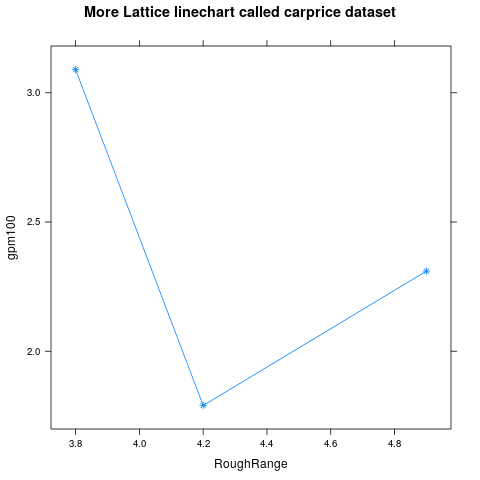 More Lattice linechart called carprice dataset
3.0
2.5
2.0
gpm100
3.8 4.0 4.2 4.4 4.6 4.8
RoughRange